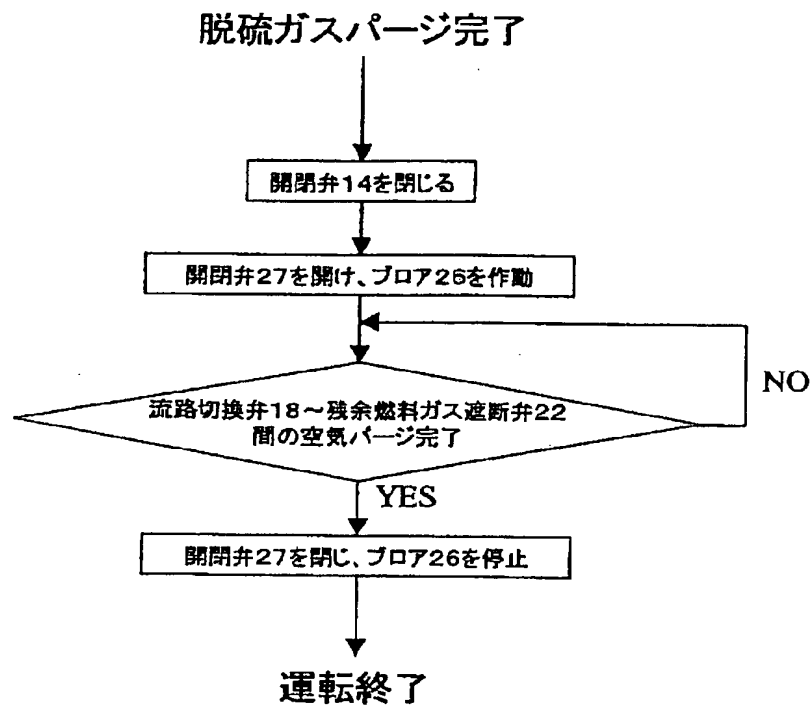 脱硫ガスパージ完了
開閉弁14を閉じる
開閉弁27を開け、ブロア26を作動
流路切換弁18～残余燃料ガス遮断弁22
間の空気パージ完了
NO
YES
開閉弁27を閉じ、ブロア26を停止
運転終了